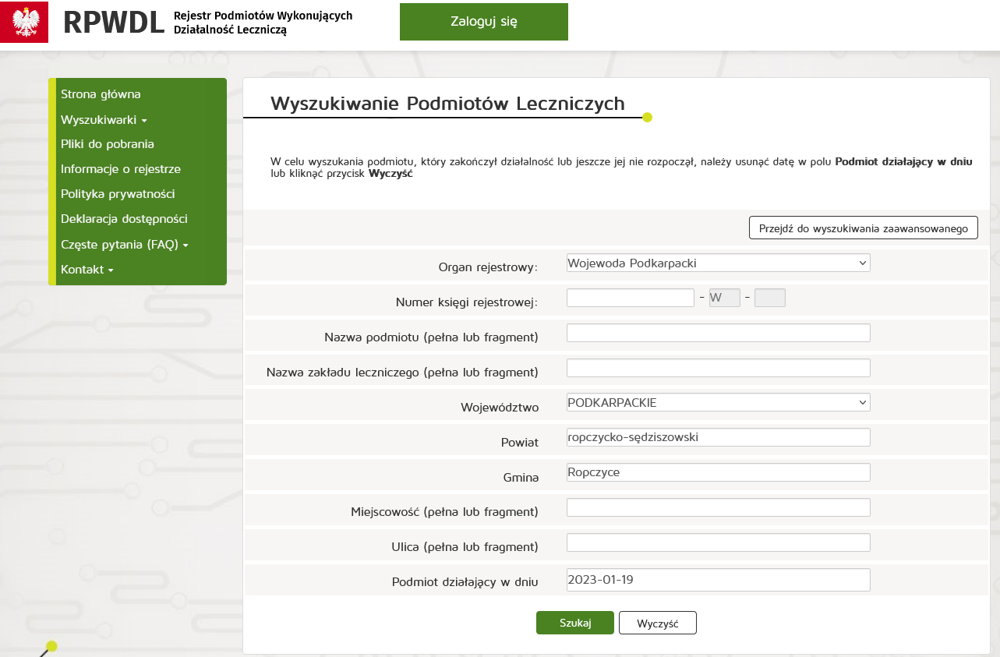 RPWDL
Rejestr Podmiotów Wykonujących
Działalność Leczniczą
Zaloguj się
Strona główna
Wyszukiwarki
Pliki do pobrania
Informacje o rejestrze
Polityka prywatności
Deklaracja dostępności
Częste pytania (FAQ)
Kontakt
Wyszukiwanie Podmiotów Leczniczych
W celu wyszukania podmiotu, który zakończył działalność lub jeszcze jej nie rozpoczął, należy usunąć datę w polu Podmiot działający w dniu
lub kliknąć przycisk Wyczyść
Przejdź do wyszukiwania zaawansowanego
Organ rejestrowy: Wojewoda Podkarpacki
Numer księgi rejestrowej: - W -
Nazwa podmiotu (pełna lub fragment)
Nazwa zakładu leczniczego (pełna lub fragment)
Województwo PODKARPACKIE
Powiat ropczycko-sędziszowski
Gmina Ropczyce
Miejscowość (pełna lub fragment)
Ulica (pełna lub fragment)
Podmiot działający w dniu 2023-01-19
Szukaj Wyczyść